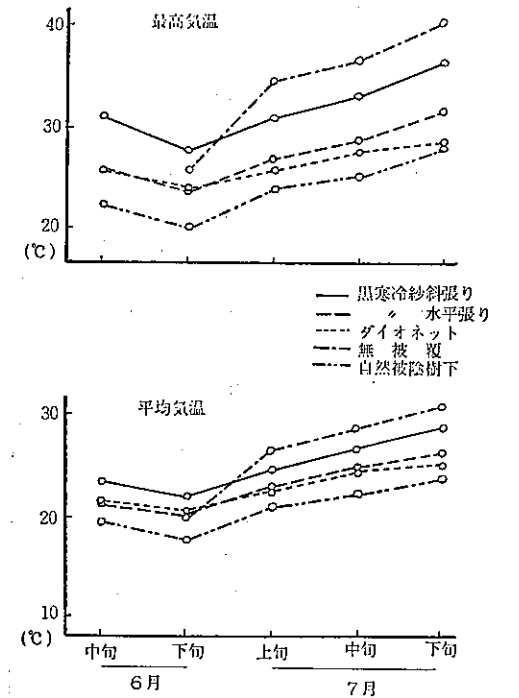 最高気温
40
30
20
(℃)
黒寒冷紗斜張り
〃 水平張り
ダイオネット
無被覆
自然被陰樹下
平均気温
30
20
10
(℃)
中旬 下旬 上旬 中旬 下旬
6月 7月